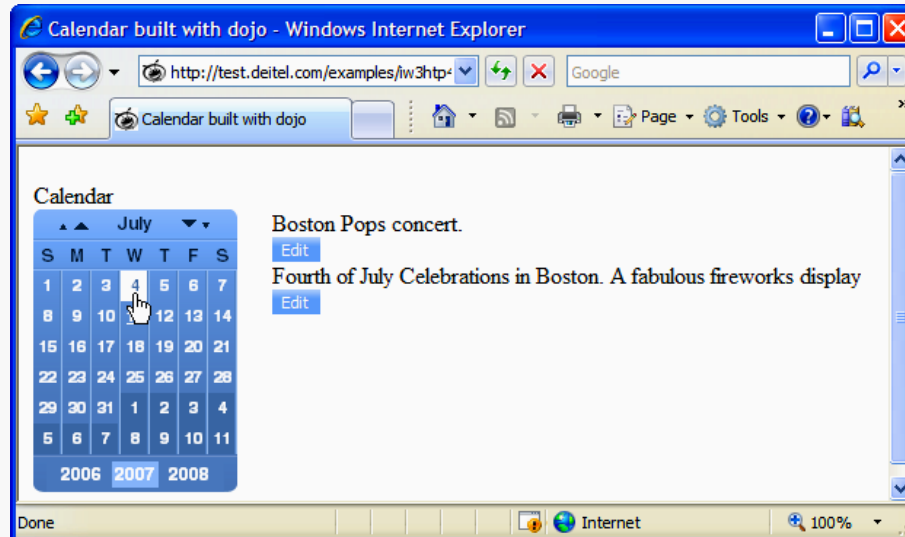 Calendar built with dojo - Windows Internet Explorer
http://test.deitel.com/examples/iw3htp4
Google
Calendar built with dojo
Page
Tools
»
Calendar
July
S M T W T F S
1 2 3 4 5 6 7
8 9 10 12 13 14
15 16 17 18 19 20 21
22 23 24 25 26 27 28
29 30 31 1 2 3 4
5 6 7 8 9 10 11
2006 2007 2008
Boston Pops concert.
Edit
Fourth of July Celebrations in Boston. A fabulous fireworks display
Edit
Done
Internet
100%